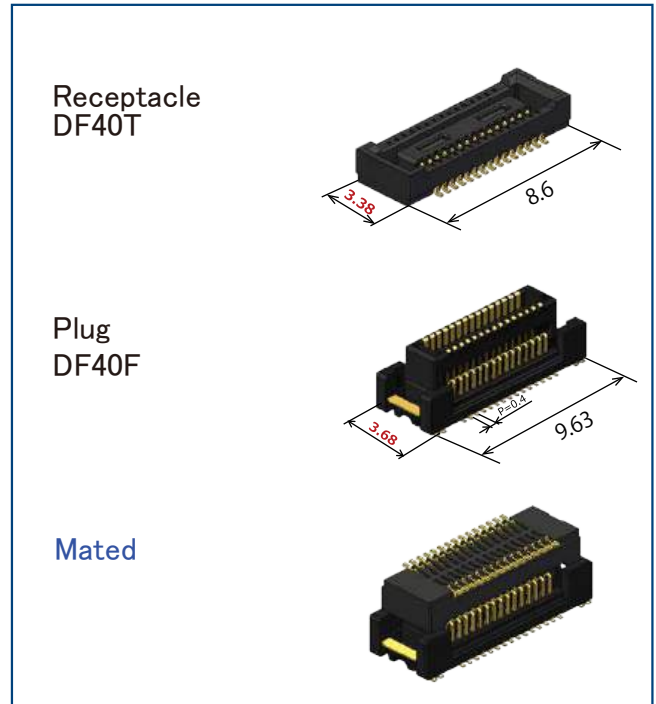 Receptacle
DF40T
3.38
8.6
Plug
DF40F
P=0.4
3.68
9.63
Mated